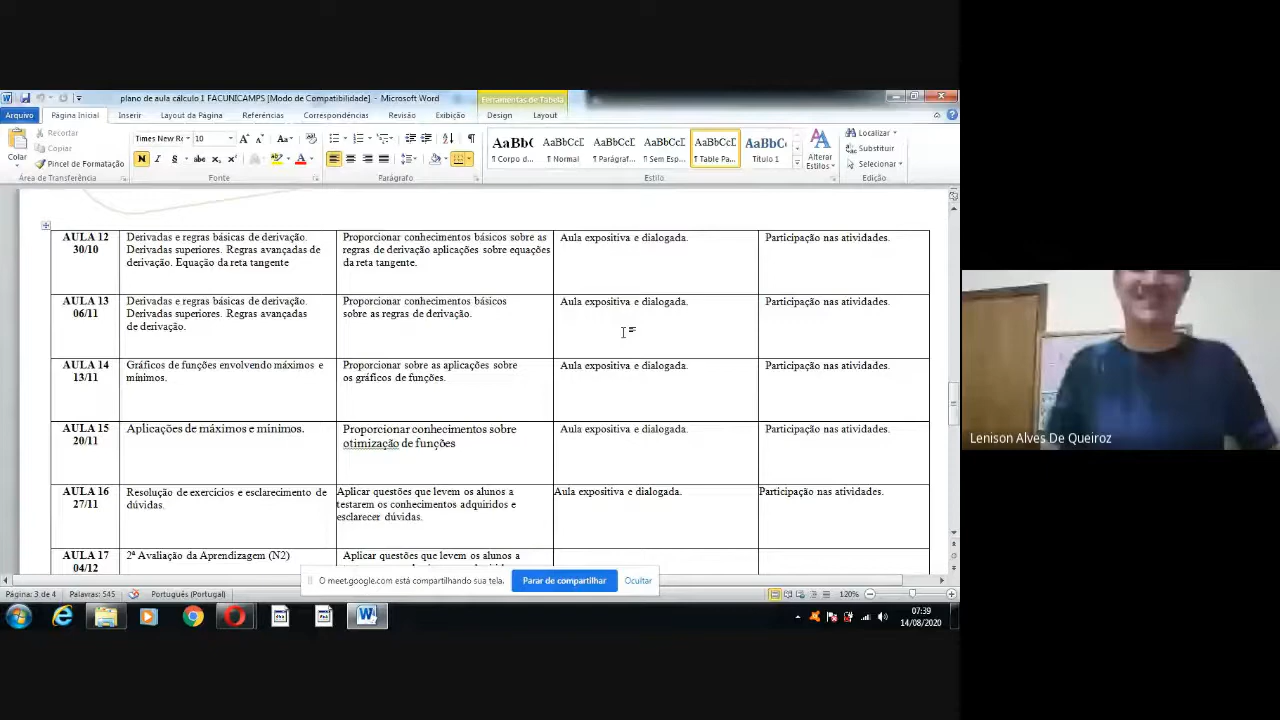 plano de aula cálculo 1 FACUNICAMPS [Modo de Compatibilidade] - Microsoft Word
Ferramentas de Tabela
Arquivo Página Inicial Inserir Layout da Página Referências Correspondências Revisão Exibição Design Layout
Colar
Recortar
Copiar
Pincel de Formatação
Área de Transferência
Times New Ro 10
Fonte
Parágrafo
AaBbC AaBbCcD AaBbCcD AaBbCcD AaBbCcD AaBbC
¶ Corpo d... ¶ Normal ¶ Parágraf... ¶ Sem Esp... ¶ Table Pa... Título 1
Alterar
Estilos
Estilo
Localizar
Substituir
Selecionar
Edição
AULA 12
30/10
Derivadas e regras básicas de derivação.
Derivadas superiores. Regras avançadas de
derivação. Equação da reta tangente
Proporcionar conhecimentos básicos sobre as
regras de derivação aplicações sobre equações
da reta tangente.
Aula expositiva e dialogada.
Participação nas atividades.
AULA 13
06/11
Derivadas e regras básicas de derivação.
Derivadas superiores. Regras avançadas
de derivação.
Proporcionar conhecimentos básicos
sobre as regras de derivação.
Aula expositiva e dialogada.
Participação nas atividades.
AULA 14
13/11
Gráficos de funções envolvendo máximos e
mínimos.
Proporcionar sobre as aplicações sobre
os gráficos de funções.
Aula expositiva e dialogada.
Participação nas atividades.
AULA 15
20/11
Aplicações de máximos e mínimos.
Proporcionar conhecimentos sobre
otimização de funções
Aula expositiva e dialogada.
Participação nas atividades.
AULA 16
27/11
Resolução de exercícios e esclarecimento de
dúvidas.
Aplicar questões que levem os alunos a
testarem os conhecimentos adquiridos e
esclarecer dúvidas.
Aula expositiva e dialogada.
Participação nas atividades.
AULA 17
04/12
2ª Avaliação da Aprendizagem (N2)
Aplicar questões que levem os alunos a
O meet.google.com está compartilhando sua tela. Parar de compartilhar Ocultar
Página: 3 de 4 Palavras: 545 Português (Portugal) 120%
07:39
14/08/2020
Lenison Alves De Queiroz